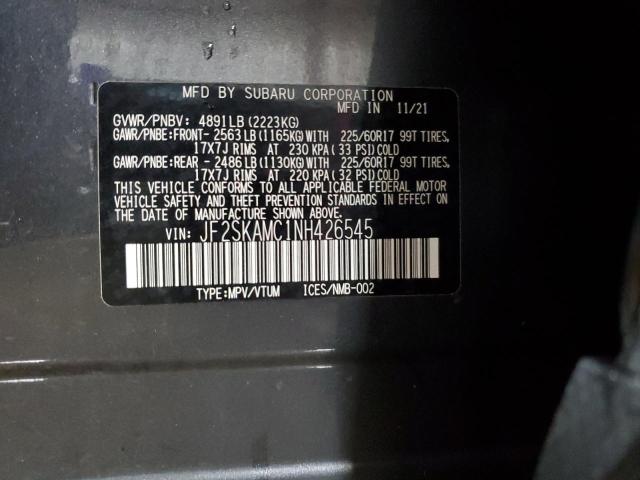 MFD BY SUBARU CORPORATION
MFD IN 11/21
GVWR/PNBV: 4891LB(2223KG)
GAWR/PNBE:FRONT- 2563LB(1165KG)WITH 225/60R17 99T TIRES,
17X7J RIMS, AT 230 KPA(33 PSI)COLD
GAWR/PNBE:REAR - 2486LB(1130KG)WITH 225/60R17 99T TIRES,
17X7J RIMS, AT 220 KPA(32 PSI)COLD
THIS VEHICLE CONFORMS TO ALL APPLICABLE FEDERAL MOTOR
VEHICLE SAFETY AND THEFT PREVENTION STANDARDS IN EFFECT ON
THE DATE OF MANUFACTURE SHOWN ABOVE.
VIN: JF2SKAMC1NH426545
TYPE:MPV/VTUM ICES/NMB-002